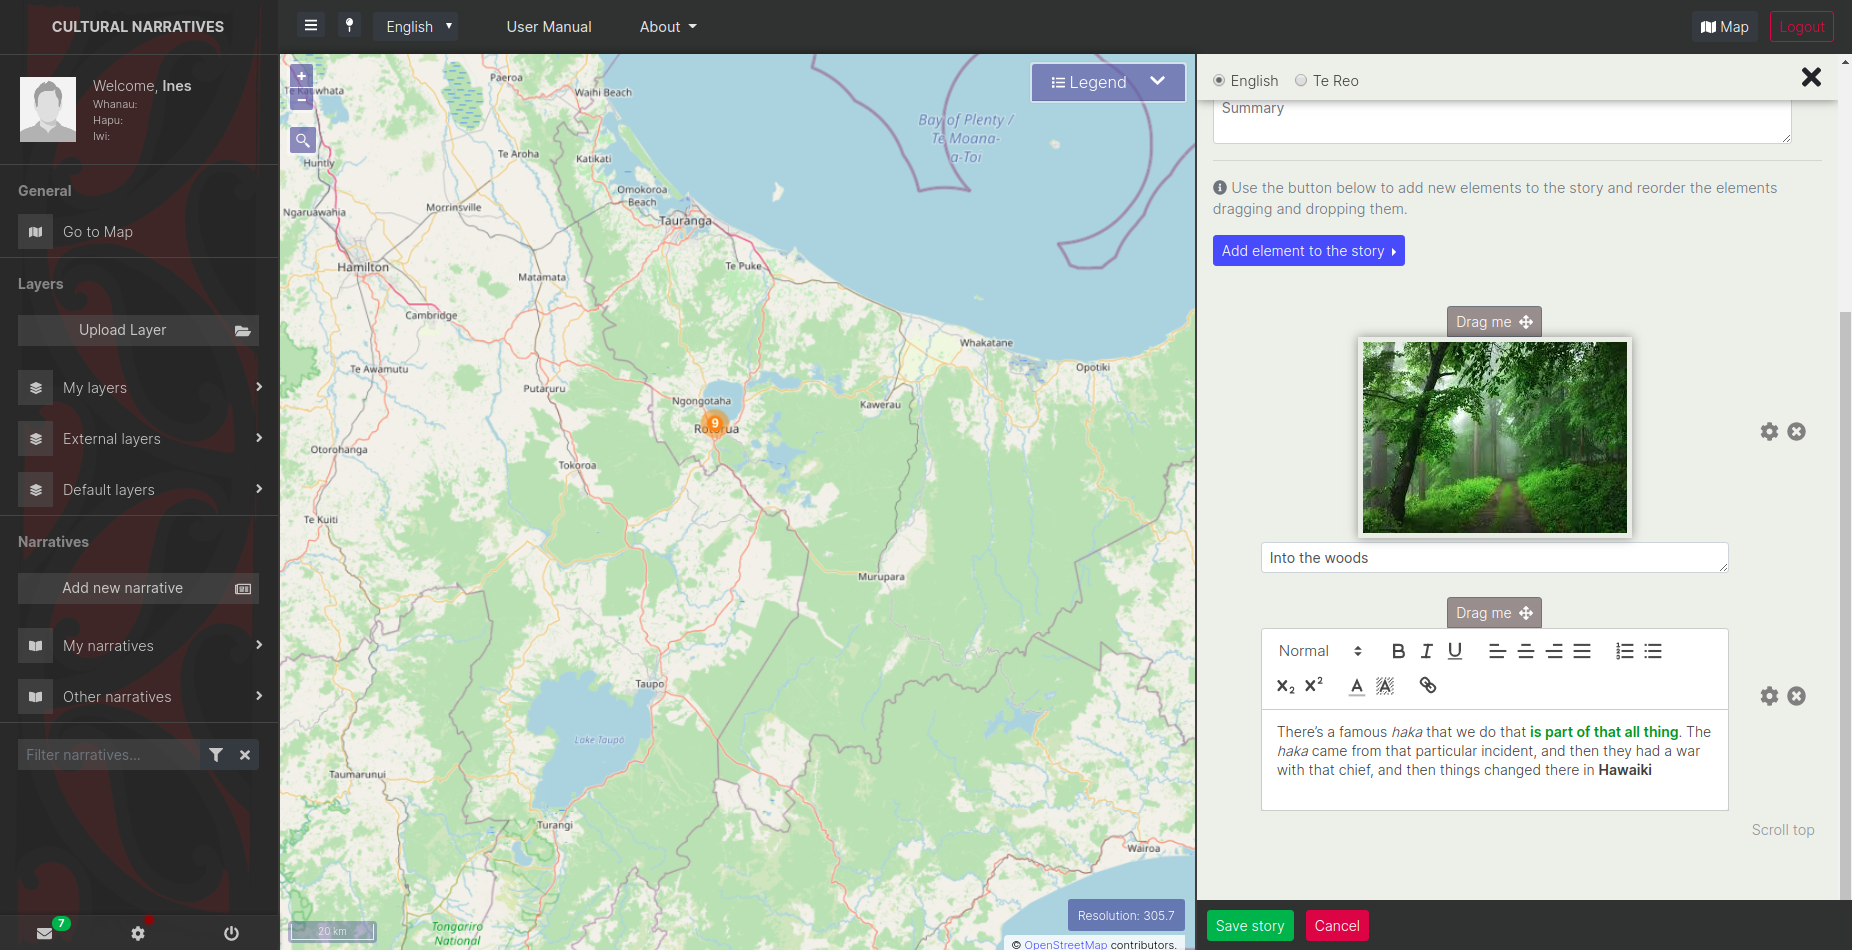 CULTURAL NARRATIVES
English
User Manual
About
Map
Logout
Welcome, Ines
Whanau:
Hapu:
Iwi:
General
Go to Map
Layers
Upload Layer
My layers
External layers
Default layers
Narratives
Add new narrative
My narratives
Other narratives
Filter narratives...
7
+
−
Legend
Paeroa
Waihi Beach
Te Kauwhata
Bay of Plenty /
Te Moana-
a-Toi
Te Aroha
Katikati
Huntly
Omokoroa
Beach
Ngaruawahia
Morrinsville
Tauranga
Hamilton
Te Puke
Matamata
Cambridge
Whakatane
Te Awamutu
Opotiki
Putaruru
Ngongotaha
Kawerau
9
Rotorua
Otorohanga
Tokoroa
Te Kuiti
Murupara
Taupo
Lake Taupo
Taumarunui
Turangi
Wairoa
Tongariro
National
20 km
Resolution: 305.7
© OpenStreetMap contributors.
English
Te Reo
Summary
Use the button below to add new elements to the story and reorder the elements
dragging and dropping them.
Add element to the story
Drag me
Into the woods
Drag me
Normal
B I U
X₂ X²
A A
There's a famous haka that we do that is part of that all thing. The
haka came from that particular incident, and then they had a war
with that chief, and then things changed there in Hawaiki
Scroll top
Save story
Cancel